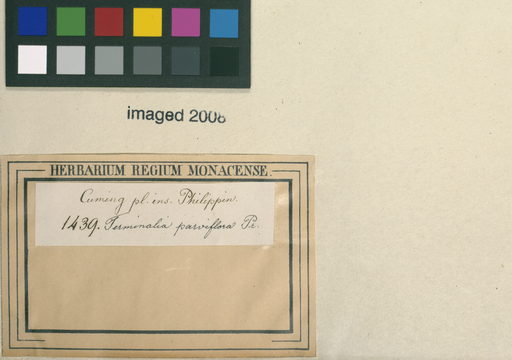 imaged 2008
HERBARIUM REGIUM MONACENSE.
Cuming pl. ins. Philippin.
1439. Terminalia parviflora Pr.